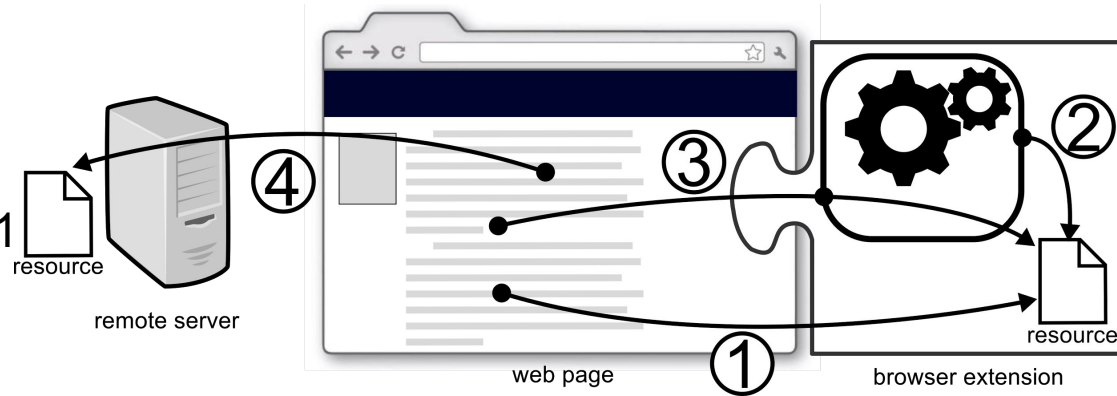 1
resource
remote server
4
web page
3
1
2
resource
browser extension